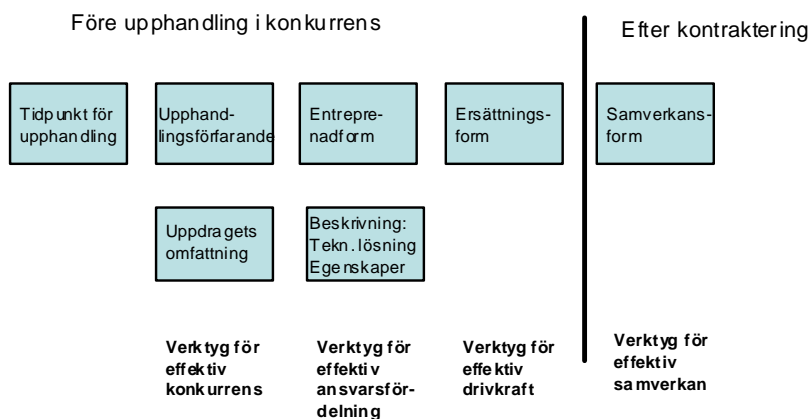 Före upphandling i konkurrens
Efter kontraktering
Tidpunkt för
upphandling
Upphand-
lingsförfarande
Entrepre-
nadform
Ersättnings-
form
Samverkans-
form
Uppdragets
omfattning
Beskrivning:
Tekn. lösning
Egenskaper
Verktyg för
effektiv
konkurrens
Verktyg för
effektiv
ansvarsför-
delning
Verktyg för
effektiv
drivkraft
Verktyg för
effektiv
samverkan